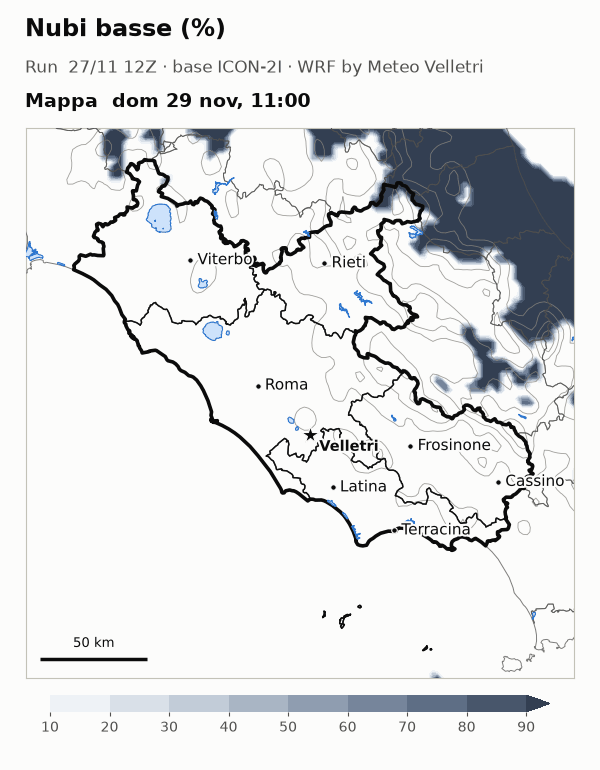 Nubi basse (%)
Run  27/11 12Z · base ICON-2I · WRF by Meteo Velletri
Mappa  dom 29 nov, 11:00
Viterbo
Rieti
Roma
Velletri
Frosinone
Cassino
Latina
Terracina
50 km
10 20 30 40 50 60 70 80 90